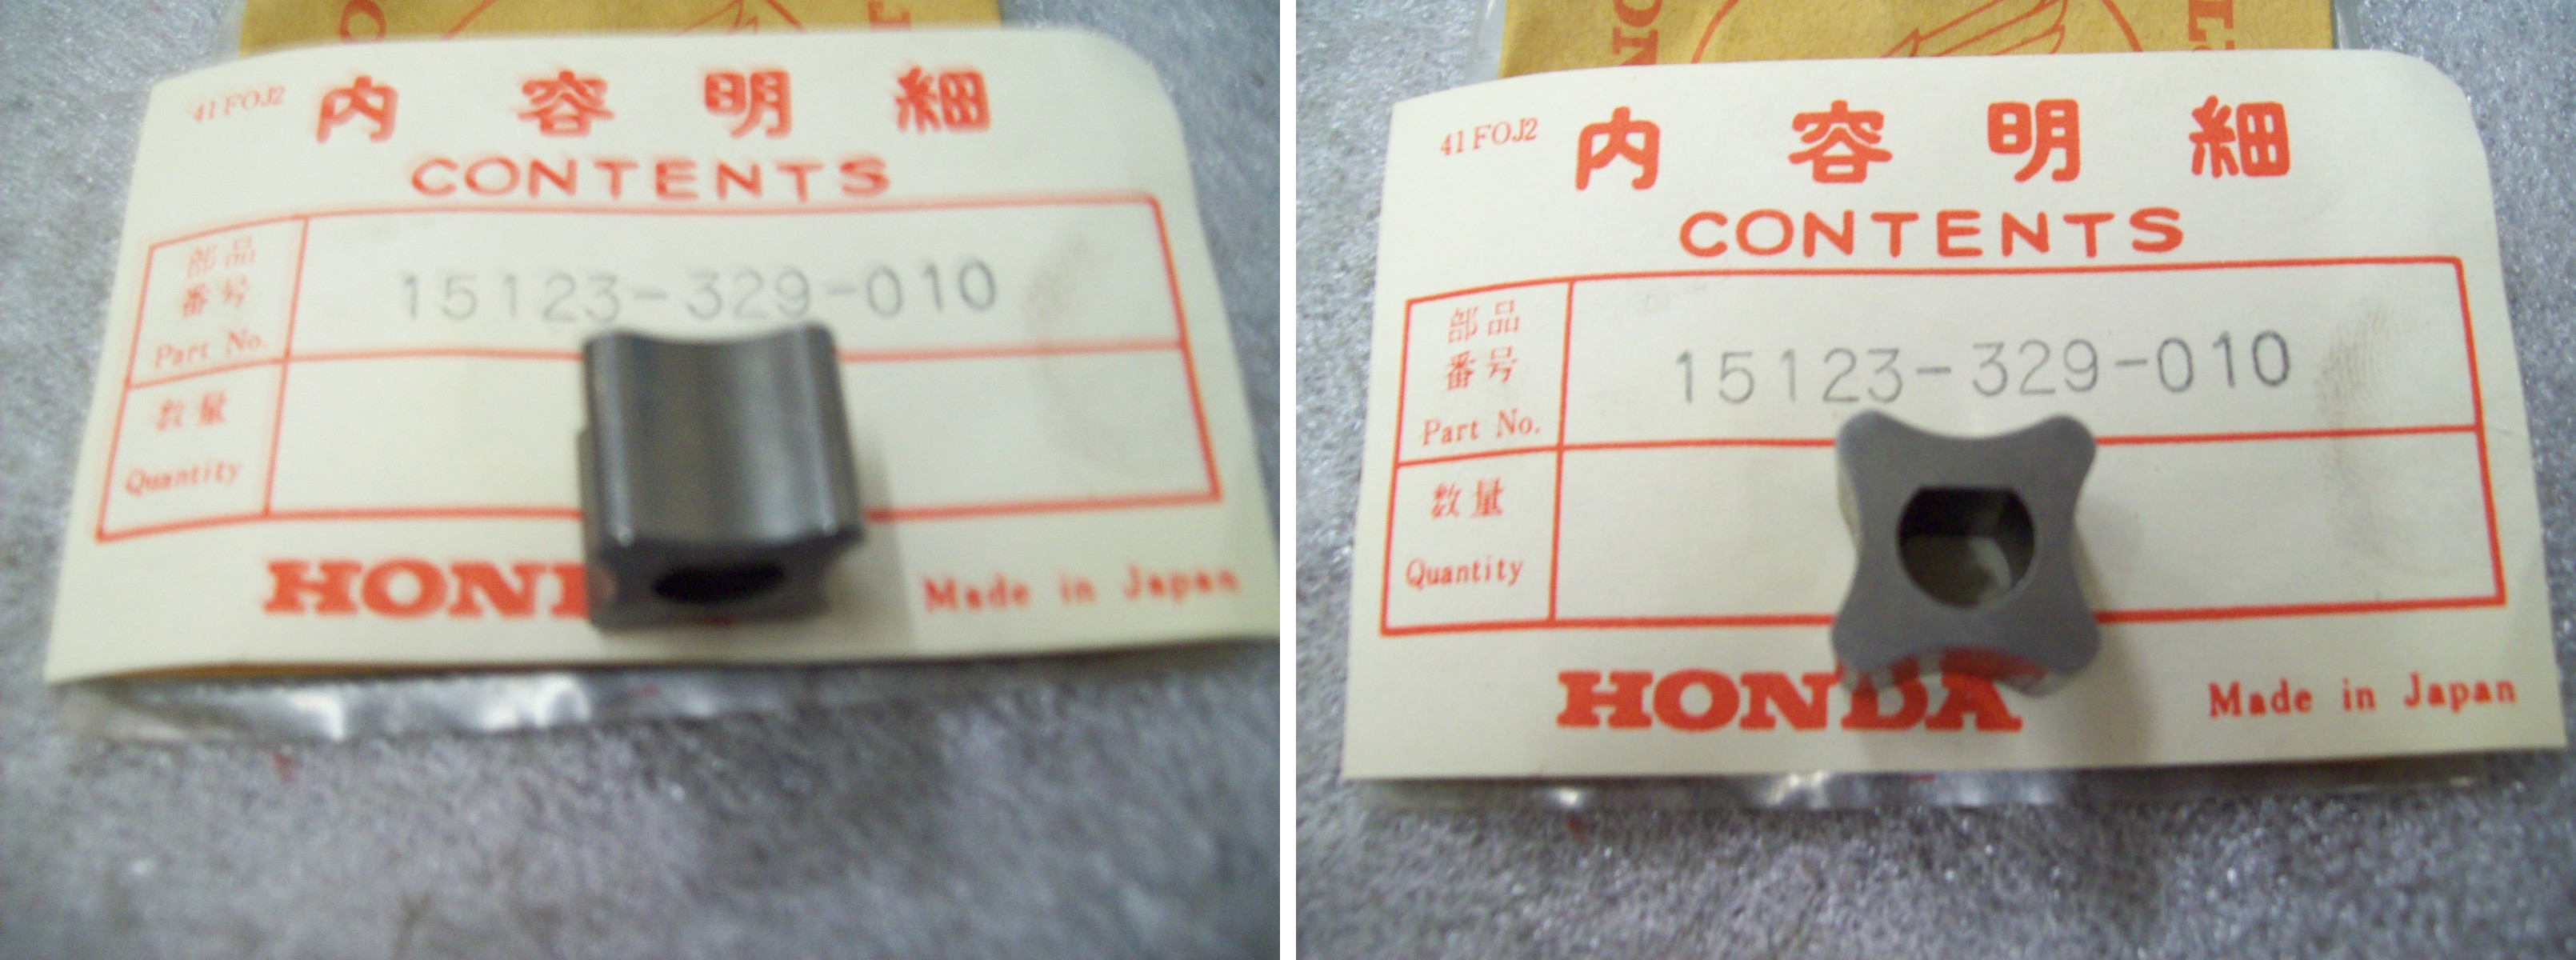 41FOJ2
内容明細
CONTENTS
部品
番号
Part No.
15123-329-010
数量
Quantity
HON
Made in Japan
41FOJ2
内容明細
CONTENTS
部品
番号
Part No.
15123-329-010
数量
Quantity
HONDA
Made in Japan